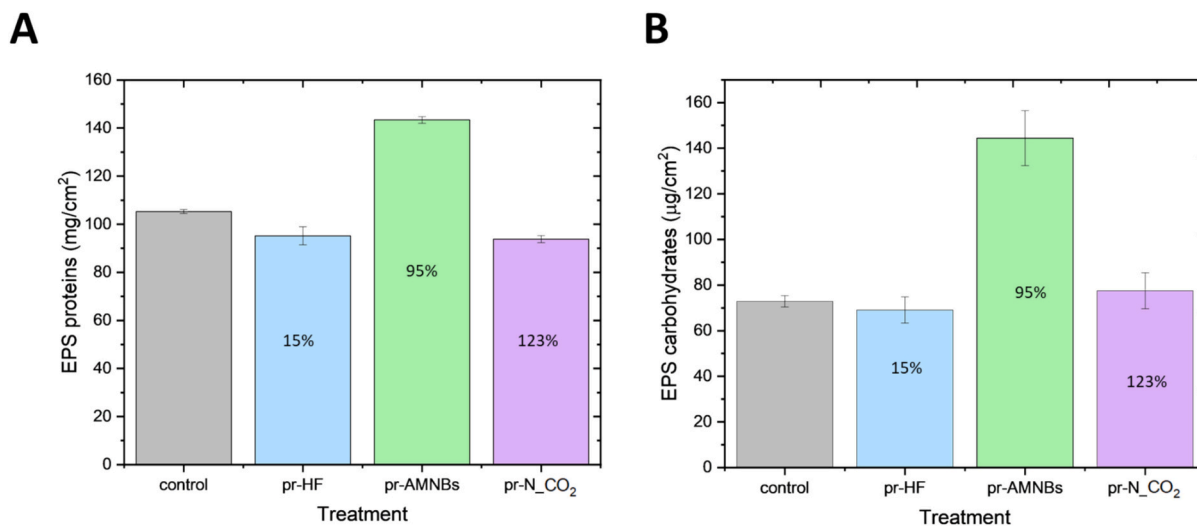 A
EPS proteins (mg/cm²)
160
140
120
100
80
60
40
20
0
15%
95%
123%
control
pr-HF
pr-AMNBs
pr-N_CO₂
Treatment
B
EPS carbohydrates (µg/cm²)
160
140
120
100
80
60
40
20
0
15%
95%
123%
control
pr-HF
pr-AMNBs
pr-N_CO₂
Treatment